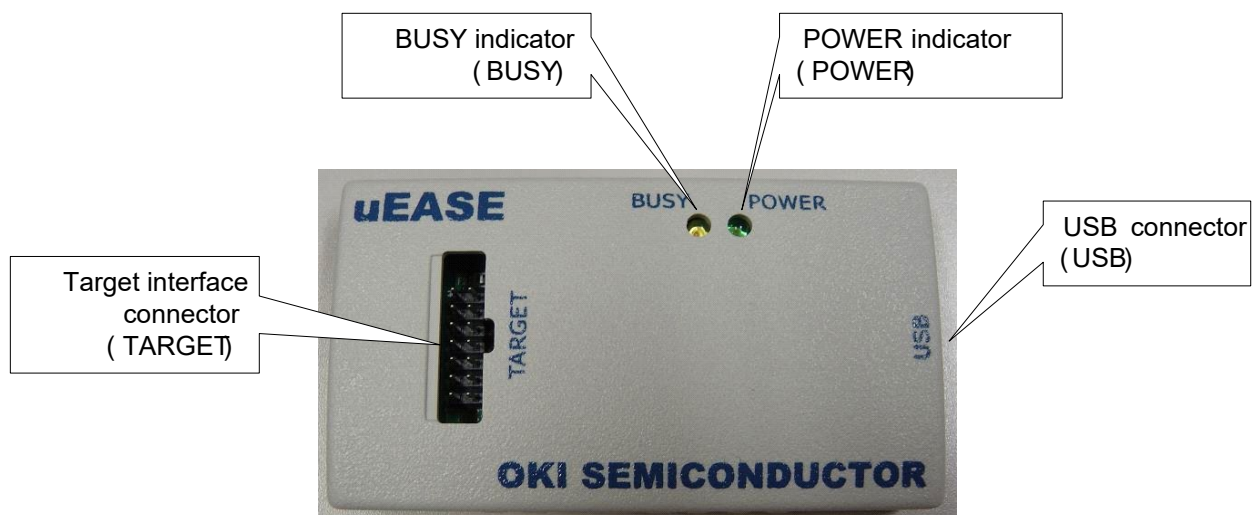 BUSY indicator
( BUSY)
POWER indicator
( POWER)
uEASE
BUSY
POWER
USB connector
(USB)
Target interface
connector
( TARGET)
TARGET
USB
OKI SEMICONDUCTOR